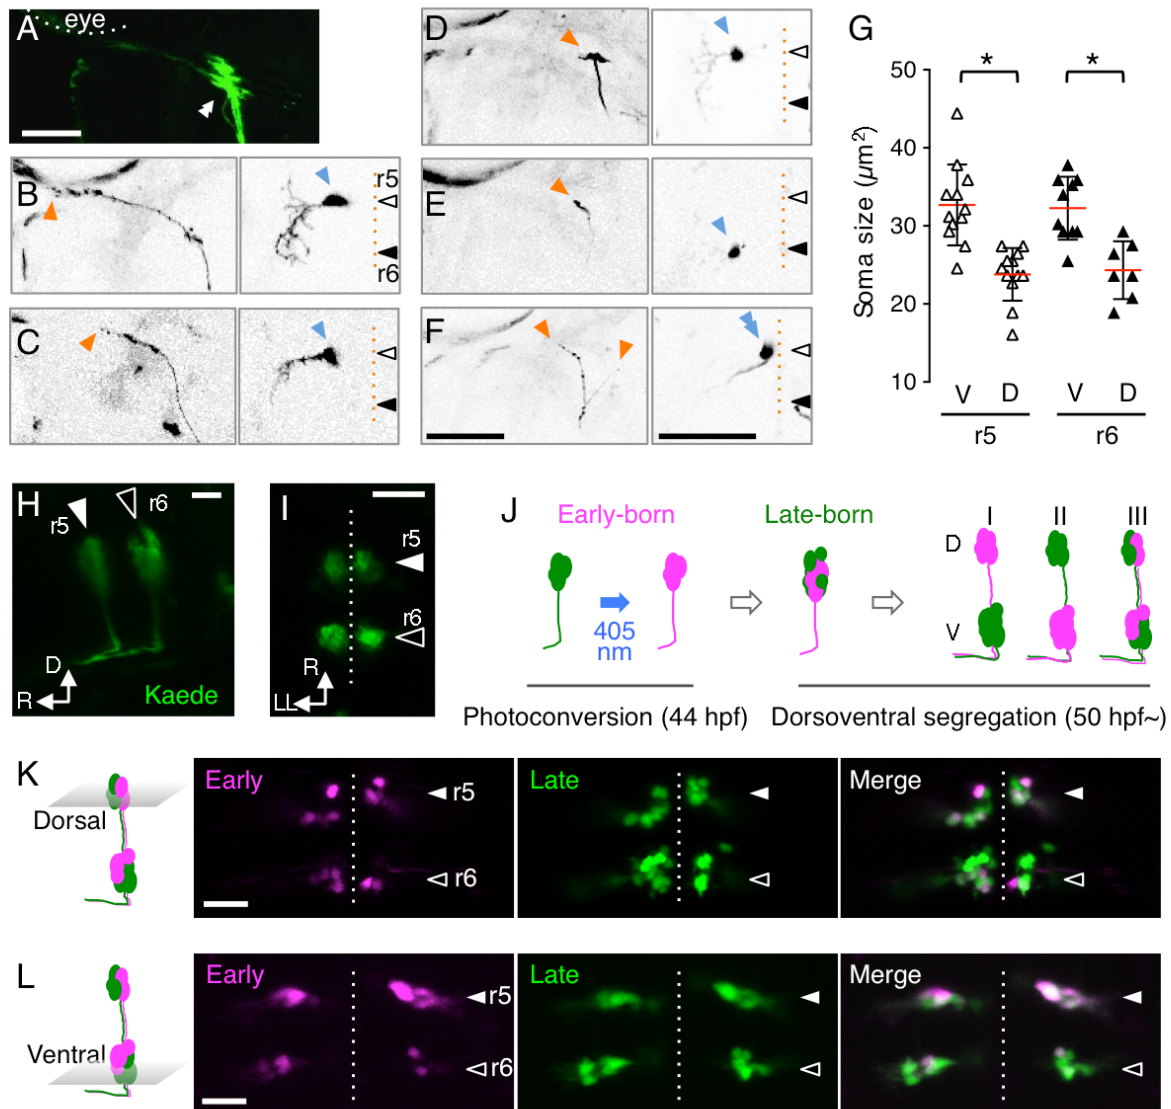 A
eye
B
r5
r6
C
D
E
F
G
Soma size (µm²)
50
40
30
20
10
*
*
V
D
V
D
r5
r6
H
r5
r6
D
R
Kaede
I
r5
r6
R
LL
J
Early-born
405
nm
Late-born
I
II
III
D
V
Photoconversion (44 hpf)
Dorsoventral segregation (50 hpf~)
K
Dorsal
Early
r5
r6
Late
Merge
L
Ventral
Early
r5
r6
Late
Merge